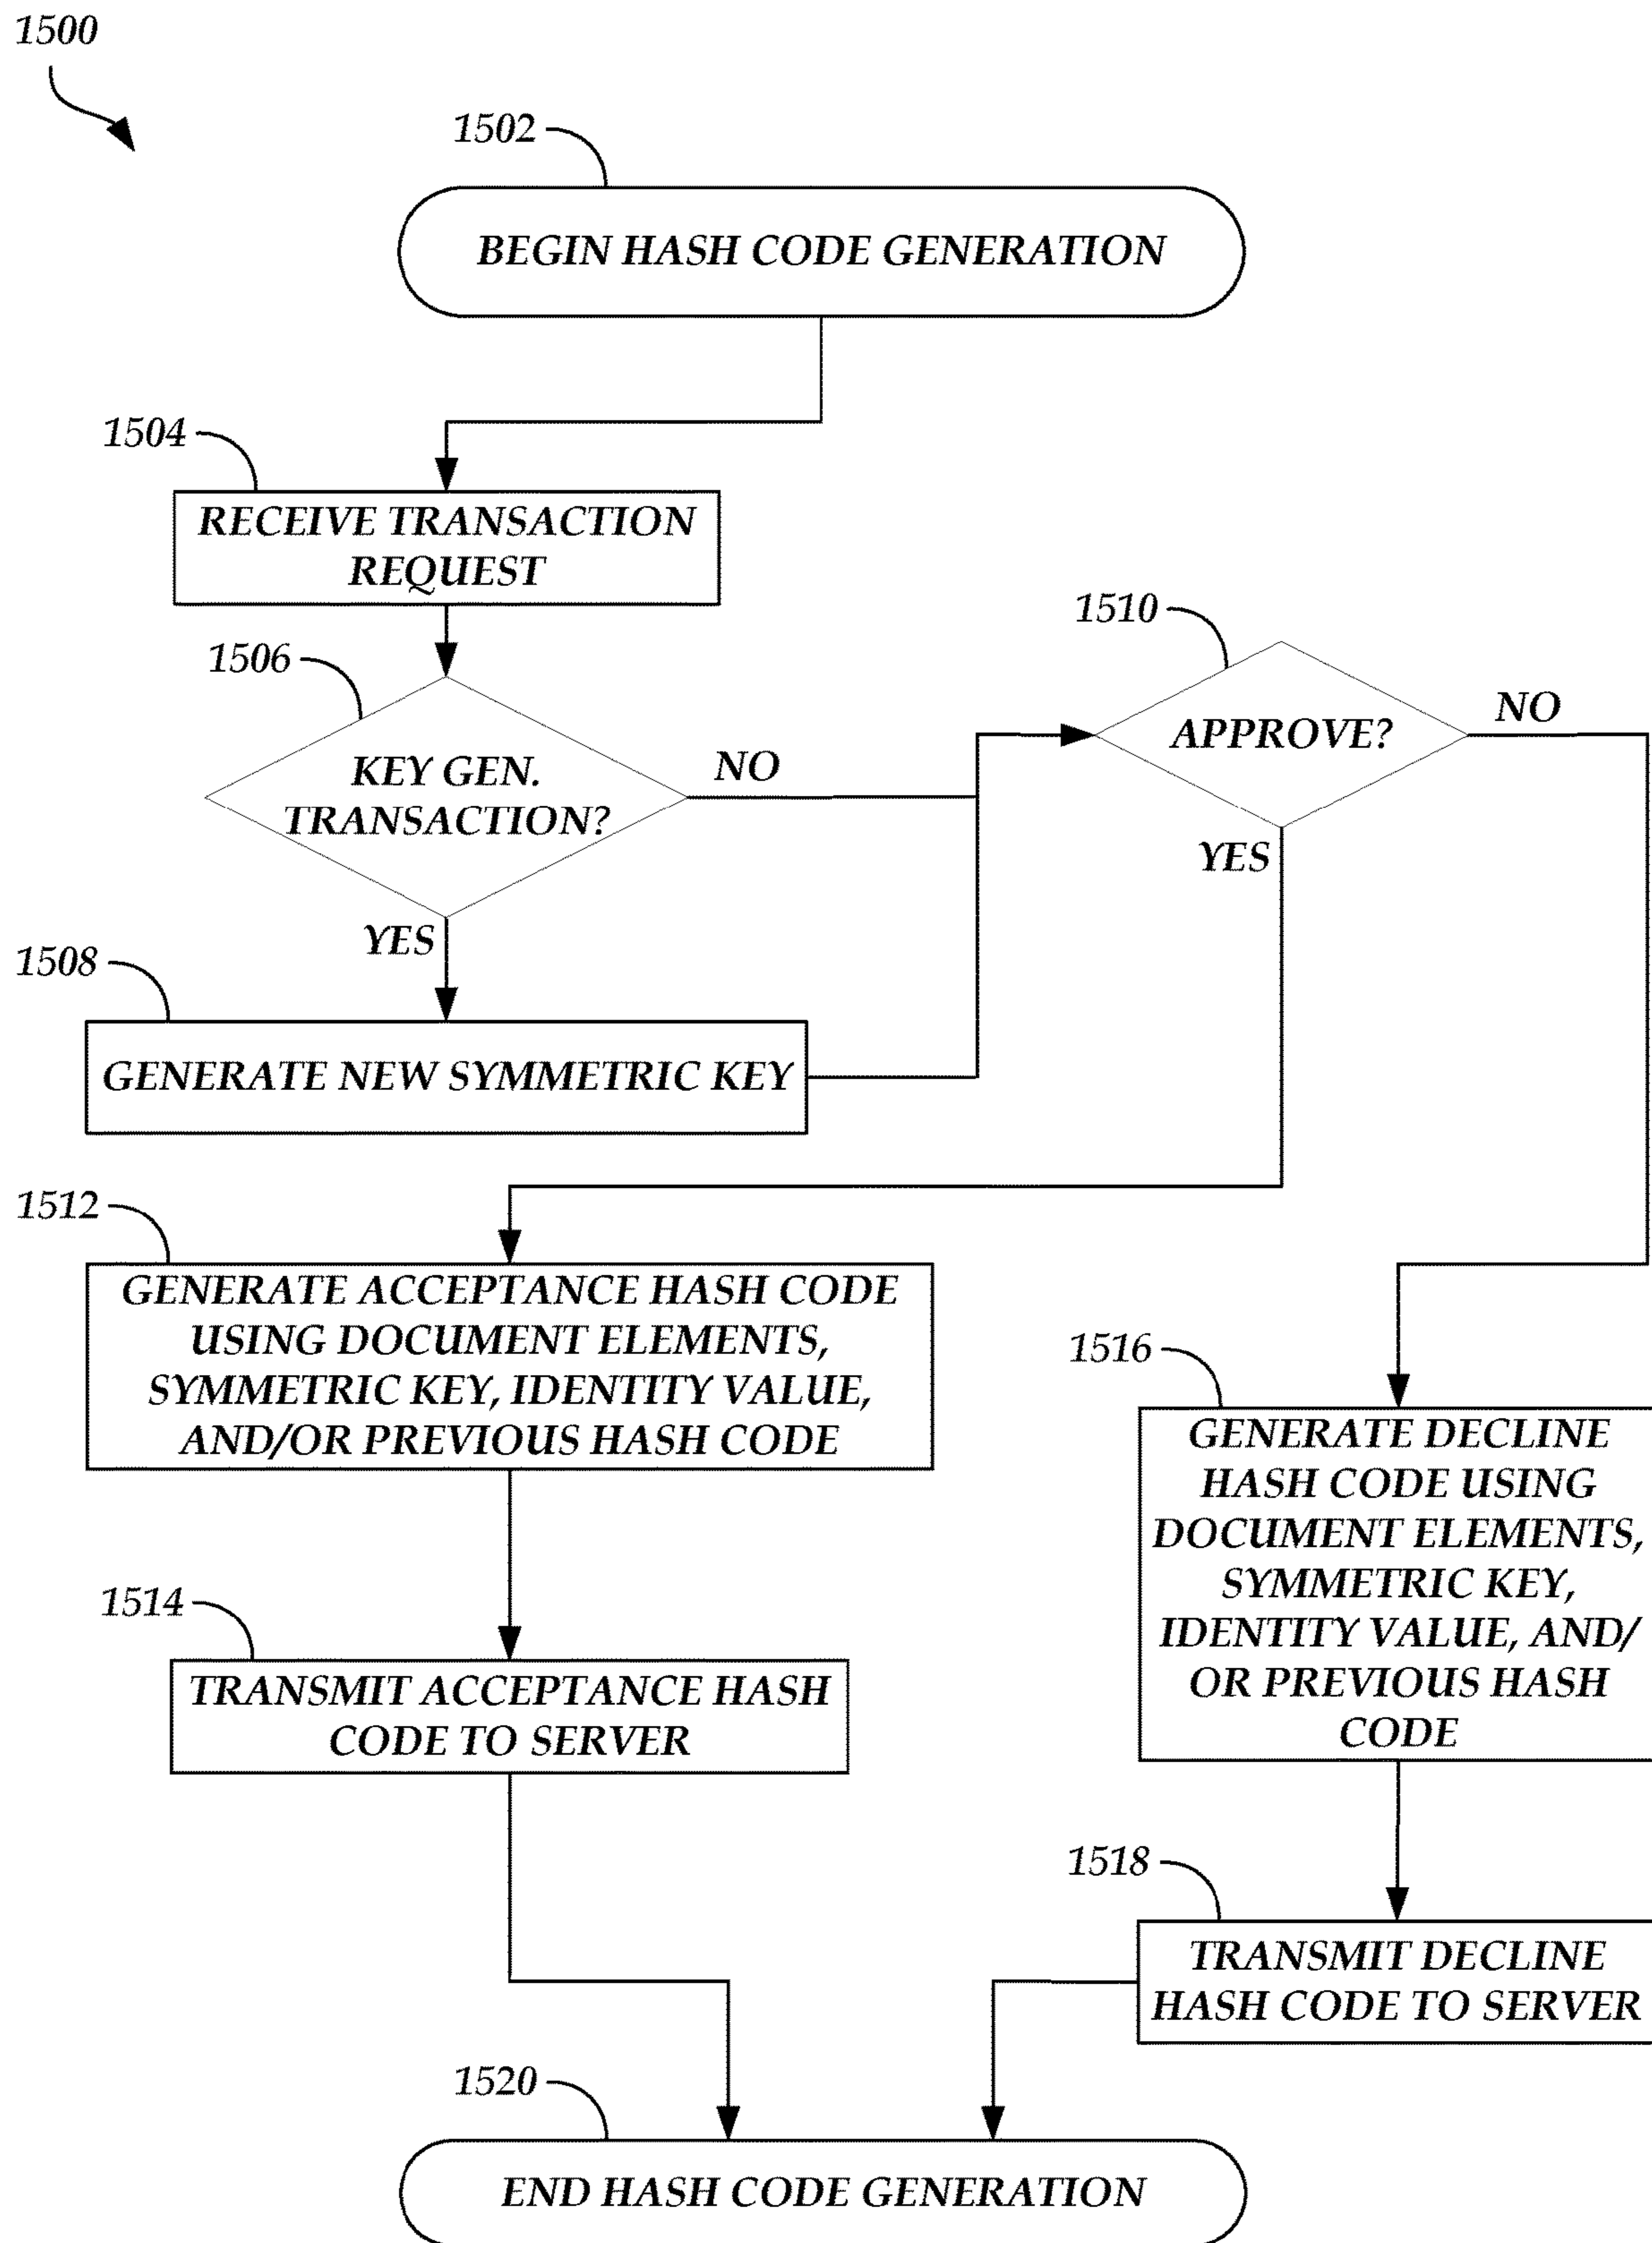 1500
1502
BEGIN HASH CODE GENERATION
1504
RECEIVE TRANSACTION
REQUEST
1506
KEY GEN.
TRANSACTION?
NO
YES
1510
APPROVE?
NO
YES
1508
GENERATE NEW SYMMETRIC KEY
1512
GENERATE ACCEPTANCE HASH CODE
USING DOCUMENT ELEMENTS,
SYMMETRIC KEY, IDENTITY VALUE,
AND/OR PREVIOUS HASH CODE
1516
GENERATE DECLINE
HASH CODE USING
DOCUMENT ELEMENTS,
SYMMETRIC KEY,
IDENTITY VALUE, AND/
OR PREVIOUS HASH
CODE
1514
TRANSMIT ACCEPTANCE HASH
CODE TO SERVER
1518
TRANSMIT DECLINE
HASH CODE TO SERVER
1520
END HASH CODE GENERATION